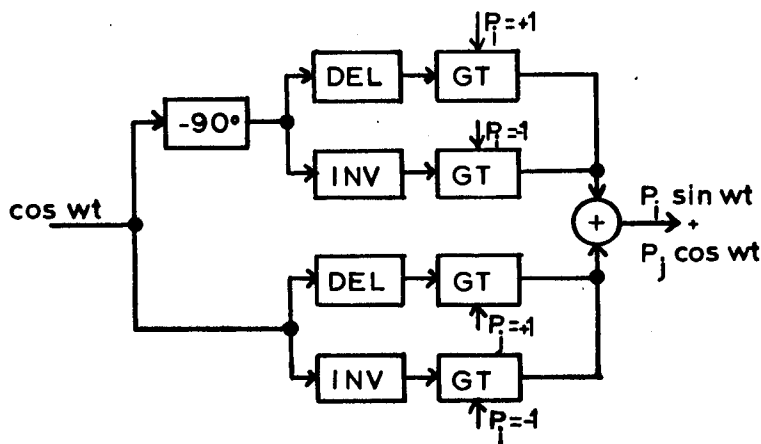 P_i=+1
DEL
GT
-90°
P_i=-1
INV
GT
cos wt
+
P_i sin wt
+
P_j cos wt
DEL
GT
P_j=+1
INV
GT
P_j=-1